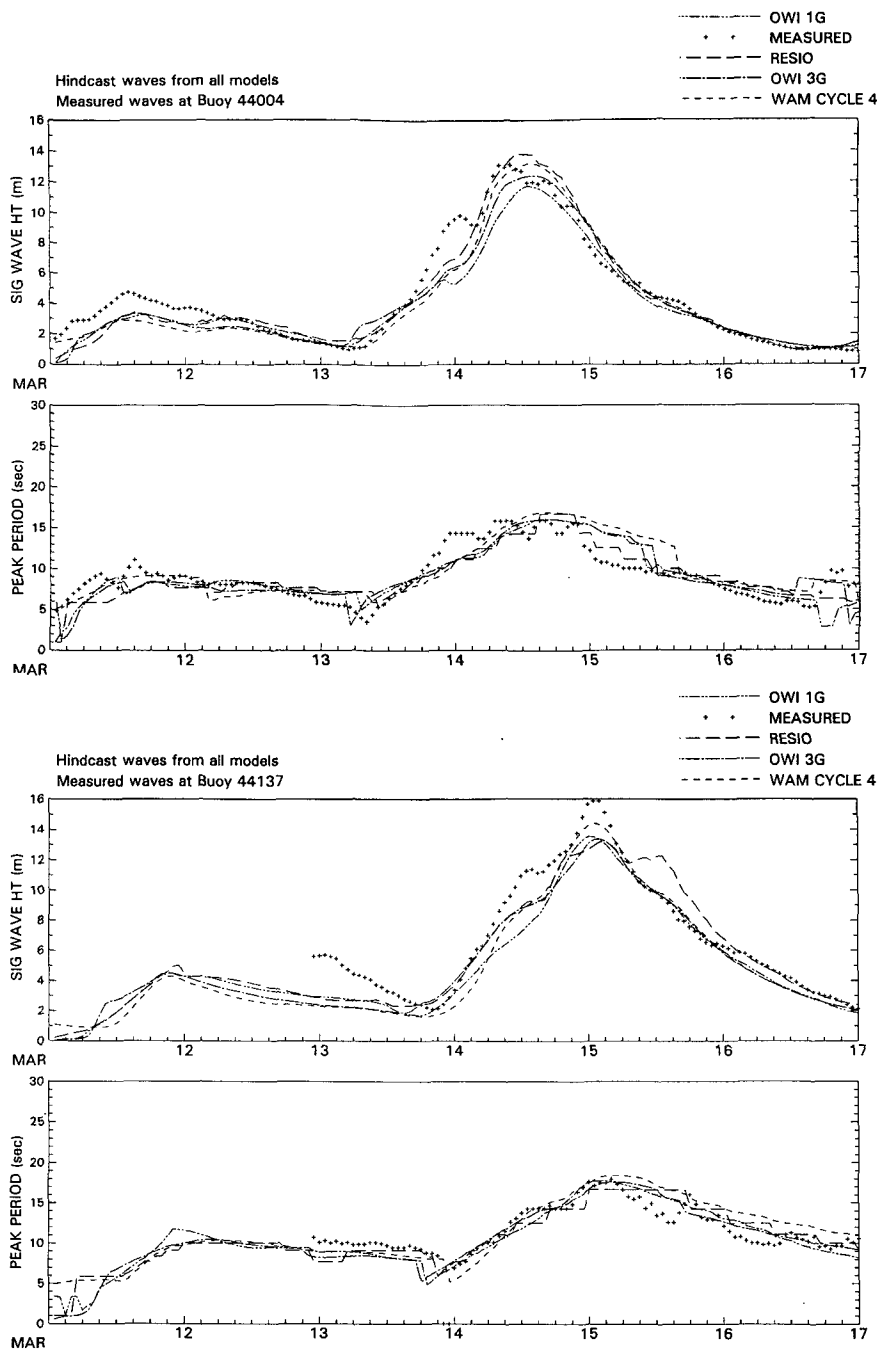 OWI 1G
+ + MEASURED
RESIO
OWI 3G
WAM CYCLE 4
Hindcast waves from all models
Measured waves at Buoy 44004
SIG WAVE HT (m)
16
14
12
10
8
6
4
2
0
MAR
12
13
14
15
16
17
PEAK PERIOD (sec)
30
25
20
15
10
5
0
MAR
12
13
14
15
16
17
OWI 1G
+ + MEASURED
RESIO
OWI 3G
WAM CYCLE 4
Hindcast waves from all models
Measured waves at Buoy 44137
SIG WAVE HT (m)
16
14
12
10
8
6
4
2
0
MAR
12
13
14
15
16
17
PEAK PERIOD (sec)
30
25
20
15
10
5
0
MAR
12
13
14
15
16
17